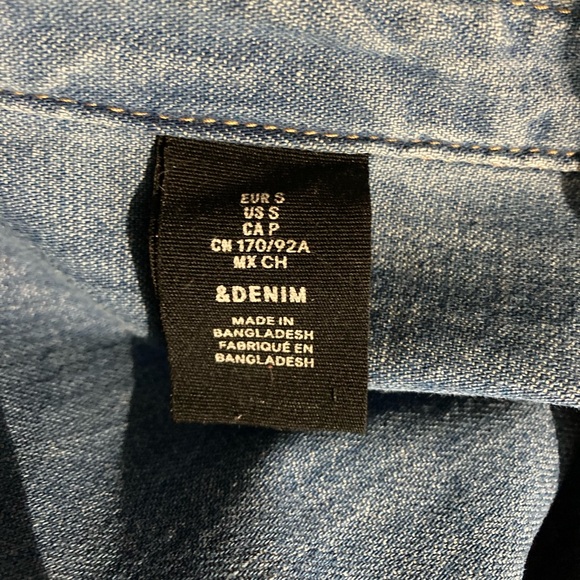 EUR S
US S
CA P
CN 170/92A
MX CH
&DENIM
MADE IN
BANGLADESH
FABRIQUÉ EN
BANGLADESH